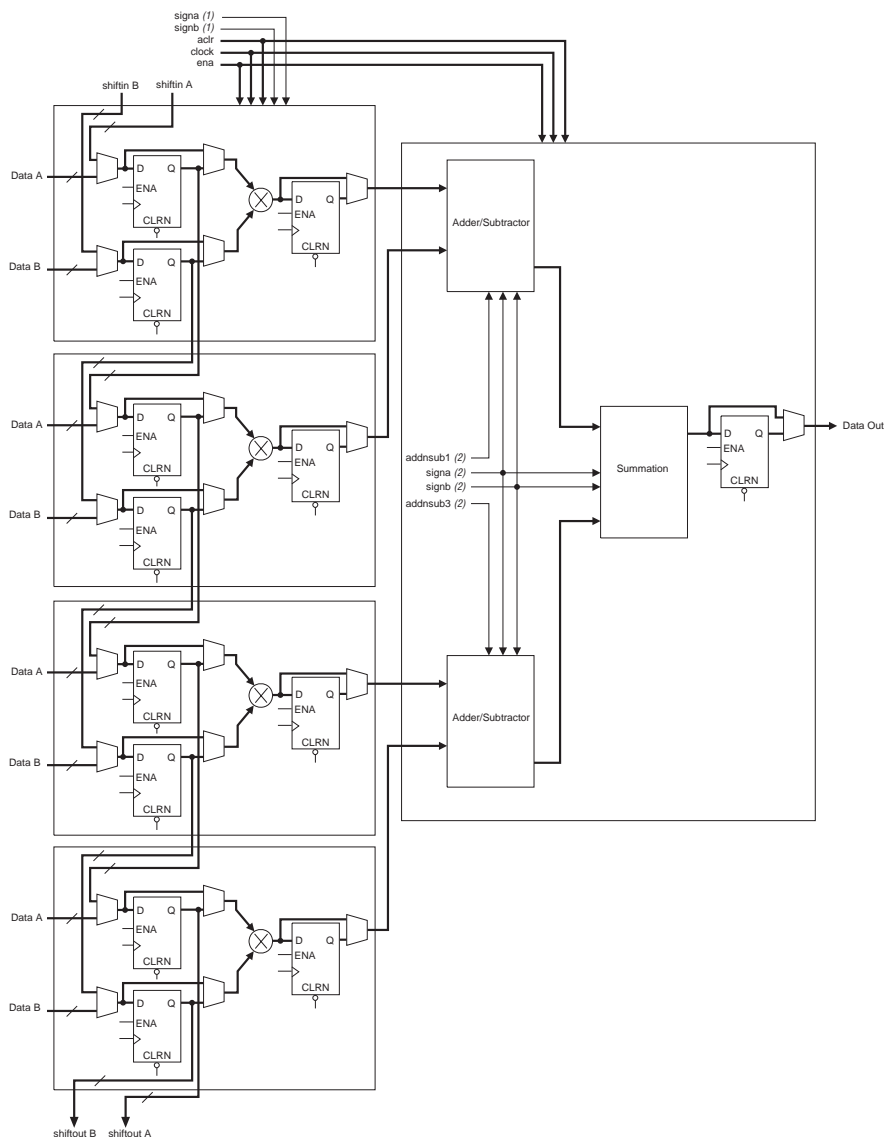 signa (1)
signb (1)
aclr
clock
ena
shiftin B
shiftin A
Data A
D Q
ENA
CLRN
Data B
D Q
ENA
CLRN
D Q
ENA
CLRN
Adder/Subtractor
Data A
D Q
ENA
CLRN
Data B
D Q
ENA
CLRN
D Q
ENA
CLRN
addnsub1 (2)
signa (2)
signb (2)
addnsub3 (2)
Summation
D Q
ENA
CLRN
Data Out
Data A
D Q
ENA
CLRN
Data B
D Q
ENA
CLRN
D Q
ENA
CLRN
Adder/Subtractor
Data A
D Q
ENA
CLRN
Data B
D Q
ENA
CLRN
D Q
ENA
CLRN
shiftout B
shiftout A